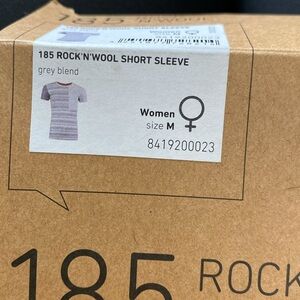 185 ROCK'N'WOOL SHORT SLEEVE
grey blend
Women
size M
8419200023
185 ROCK